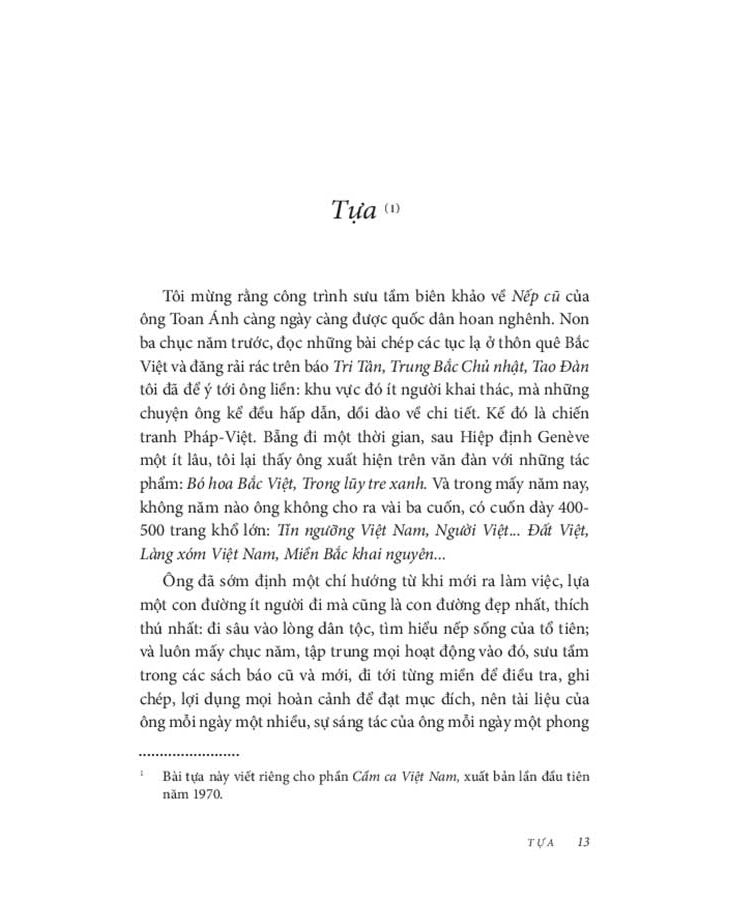 Tựa (1)
Tôi mừng rằng công trình sưu tầm biên khảo về Nếp cũ của
ông Toan Ánh càng ngày càng được quốc dân hoan nghênh. Non
ba chục năm trước, đọc những bài chép các tục lạ ở thôn quê Bắc
Việt và đăng rải rác trên báo Tri Tân, Trung Bắc Chủ nhật, Tao Đàn
tôi đã để ý tới ông liền: khu vực đó ít người khai thác, mà những
chuyện ông kể đều hấp dẫn, dồi dào về chi tiết. Kế đó là chiến
tranh Pháp-Việt. Bẵng đi một thời gian, sau Hiệp định Genève
một ít lâu, tôi lại thấy ông xuất hiện trên văn đàn với những tác
phẩm: Bó hoa Bắc Việt, Trong lũy tre xanh. Và trong mấy năm nay,
không năm nào ông không cho ra vài ba cuốn, có cuốn dày 400-
500 trang khổ lớn: Tín ngưỡng Việt Nam, Người Việt... Đất Việt,
Làng xóm Việt Nam, Miền Bắc khai nguyên...
Ông đã sớm định một chí hướng từ khi mới ra làm việc, lựa
một con đường ít người đi mà cũng là con đường đẹp nhất, thích
thú nhất: đi sâu vào lòng dân tộc, tìm hiểu nếp sống của tổ tiên;
và luôn mấy chục năm, tập trung mọi hoạt động vào đó, sưu tầm
trong các sách báo cũ và mới, đi tới từng miền để điều tra, ghi
chép, lợi dụng mọi hoàn cảnh để đạt mục đích, nên tài liệu của
ông mỗi ngày một nhiều, sự sáng tác của ông mỗi ngày một phong
1 Bài tựa này viết riêng cho phần Cầm ca Việt Nam, xuất bản lần đầu tiên
năm 1970.
TỰA 13